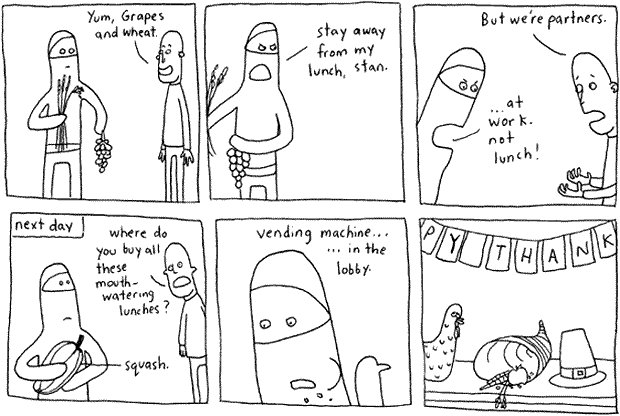 Yum, Grapes
and wheat.
stay away
from my
lunch, stan.
But we're partners.
...at
work.
not
lunch!
next day
where do
you buy all
these
mouth-
watering
lunches?
squash.
vending machine...
... in the
lobby.
PY THANK